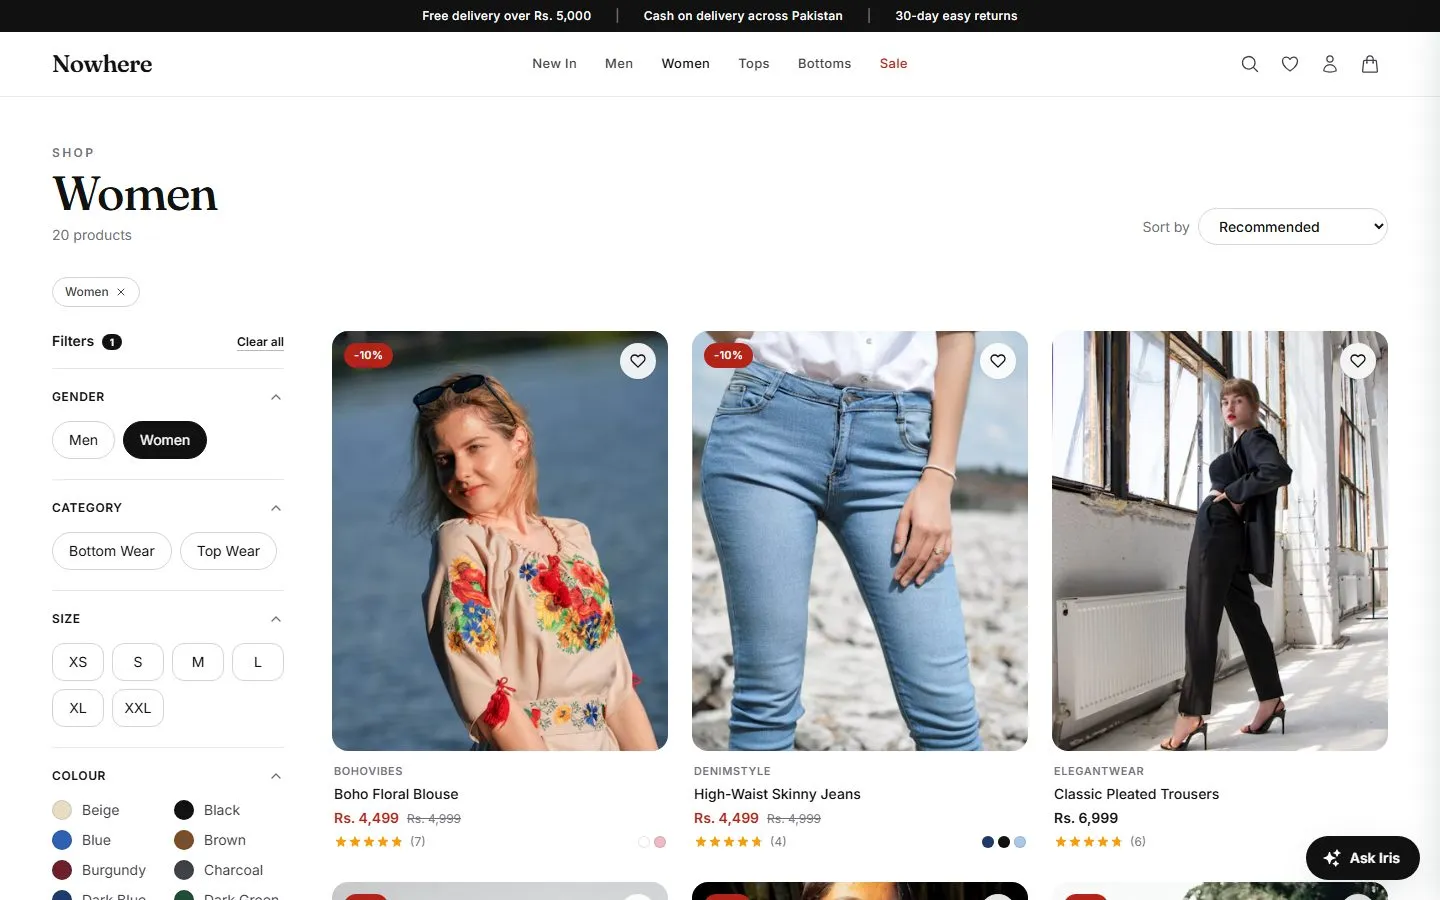 Free delivery over Rs. 5,000 | Cash on delivery across Pakistan | 30-day easy returns
Nowhere
New In Men Women Tops Bottoms Sale
SHOP
Women
20 products
Sort by Recommended
Women ×
Filters 1 Clear all
GENDER
Men Women
CATEGORY
Bottom Wear Top Wear
SIZE
XS S M L
XL XXL
COLOUR
Beige Black
Blue Brown
Burgundy Charcoal
Dark Blue Dark Green
-10%
BOHOVIBES
Boho Floral Blouse
Rs. 4,499 Rs. 4,999
(7)
-10%
DENIMSTYLE
High-Waist Skinny Jeans
Rs. 4,499 Rs. 4,999
(4)
ELEGANTWEAR
Classic Pleated Trousers
Rs. 6,999
(6)
Ask Iris